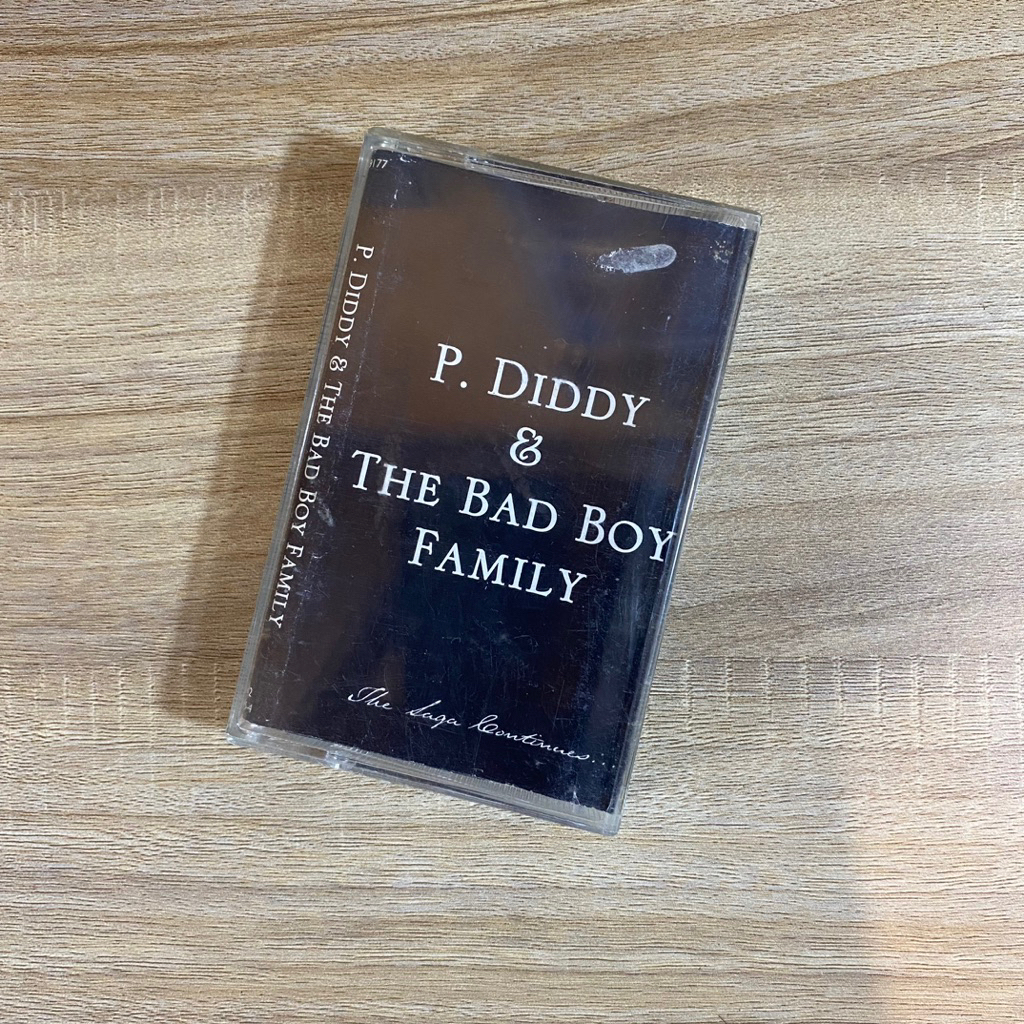 P. DIDDY & THE BAD BOY FAMILY
P. DIDDY
&
THE BAD BOY
FAMILY
The Saga Continues...